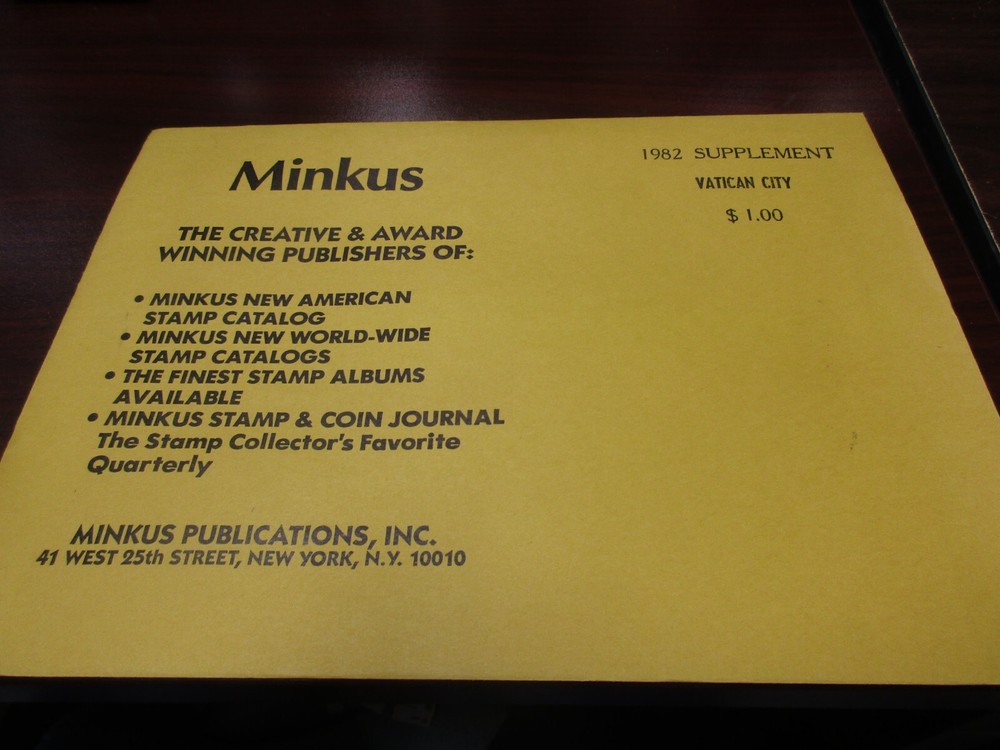 Minkus
THE CREATIVE & AWARD
WINNING PUBLISHERS OF:
• MINKUS NEW AMERICAN
STAMP CATALOG
• MINKUS NEW WORLD-WIDE
STAMP CATALOGS
• THE FINEST STAMP ALBUMS
AVAILABLE
• MINKUS STAMP & COIN JOURNAL
The Stamp Collector's Favorite
Quarterly
MINKUS PUBLICATIONS, INC.
41 WEST 25th STREET, NEW YORK, N.Y. 10010
1982 SUPPLEMENT
VATICAN CITY
$ 1.00